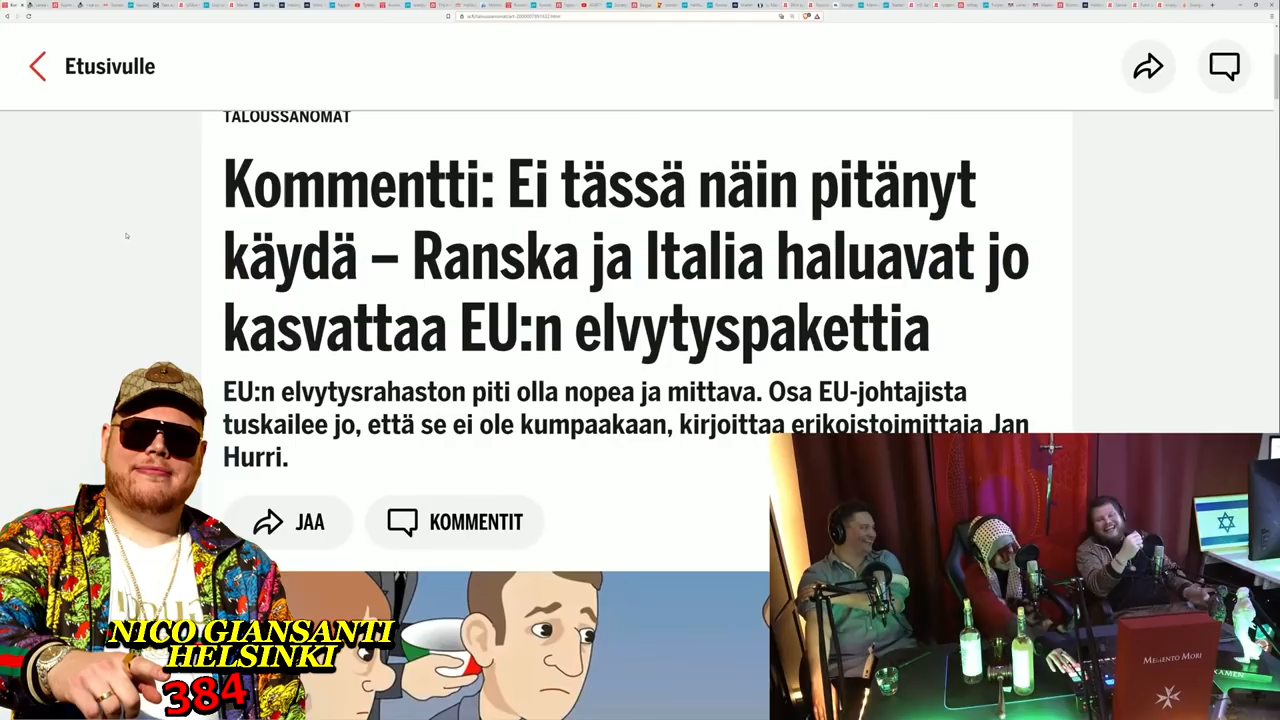 Etusivulle
TALOUSSANOMAT
Kommentti: Ei tässä näin pitänyt
käydä – Ranska ja Italia haluavat jo
kasvattaa EU:n elvytyspakettia
EU:n elvytysrahaston piti olla nopea ja mittava. Osa EU-johtajista
tuskailee jo, että se ei ole kumpaakaan, kirjoittaa erikoistoimittaja Jan
Hurri.
JAA
KOMMENTIT
NICO GIANSANTI
HELSINKI
384
MEMENTO MORI